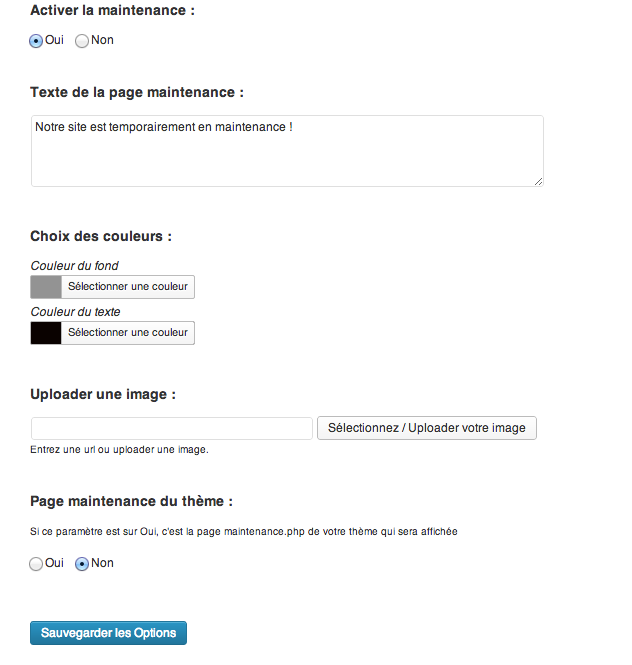 Activer la maintenance :
Oui Non
Texte de la page maintenance :
Notre site est temporairement en maintenance !
Choix des couleurs :
Couleur du fond
Sélectionner une couleur
Couleur du texte
Sélectionner une couleur
Uploader une image :
Sélectionnez / Uploader votre image
Entrez une url ou uploader une image.
Page maintenance du thème :
Si ce paramètre est sur Oui, c'est la page maintenance.php de votre thème qui sera affichée
Oui Non
Sauvegarder les Options